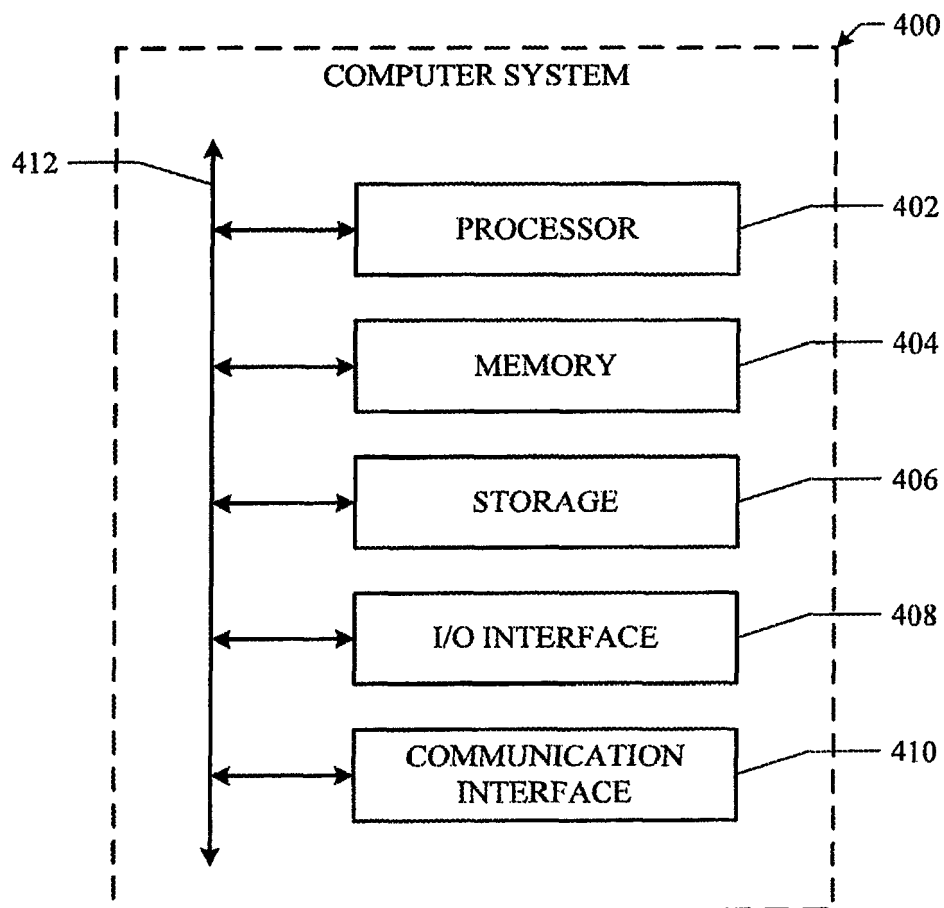 400
COMPUTER SYSTEM
412
PROCESSOR
402
MEMORY
404
STORAGE
406
I/O INTERFACE
408
COMMUNICATION
INTERFACE
410